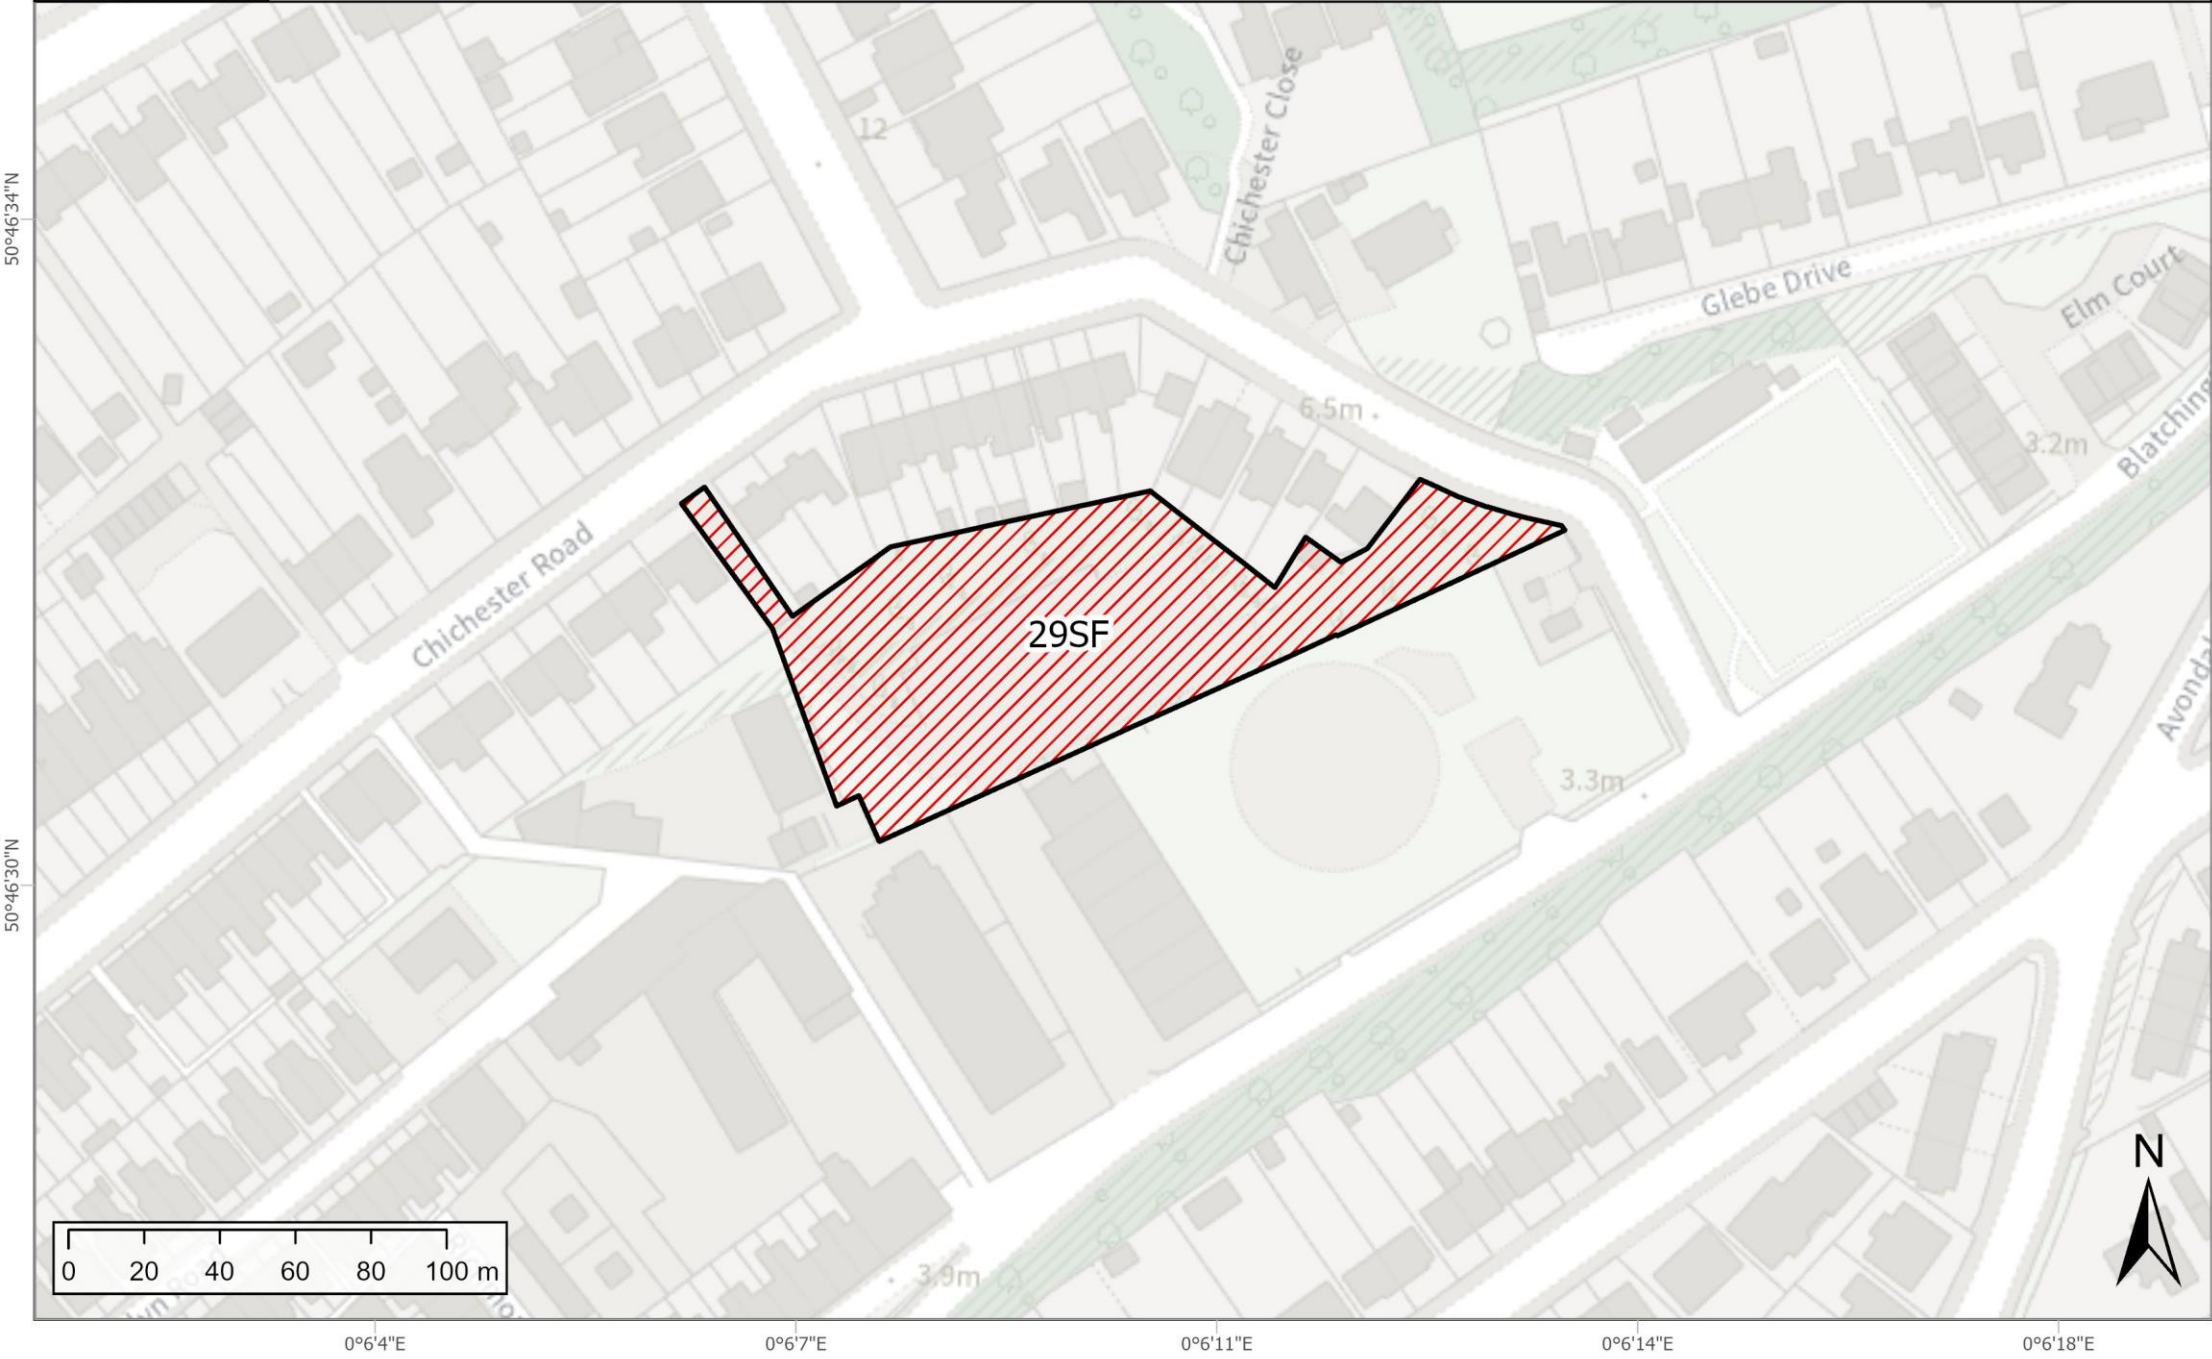 12
Chichester Close
50°46'34"N
Glebe Drive
Elm Court
6.5m
3.2m
Chichester Road
29SF
3.3m
50°46'30"N
N
3.9m
0 20 40 60 80 100 m
0°6'4"E 0°6'7"E 0°6'11"E 0°6'14"E 0°6'18"E